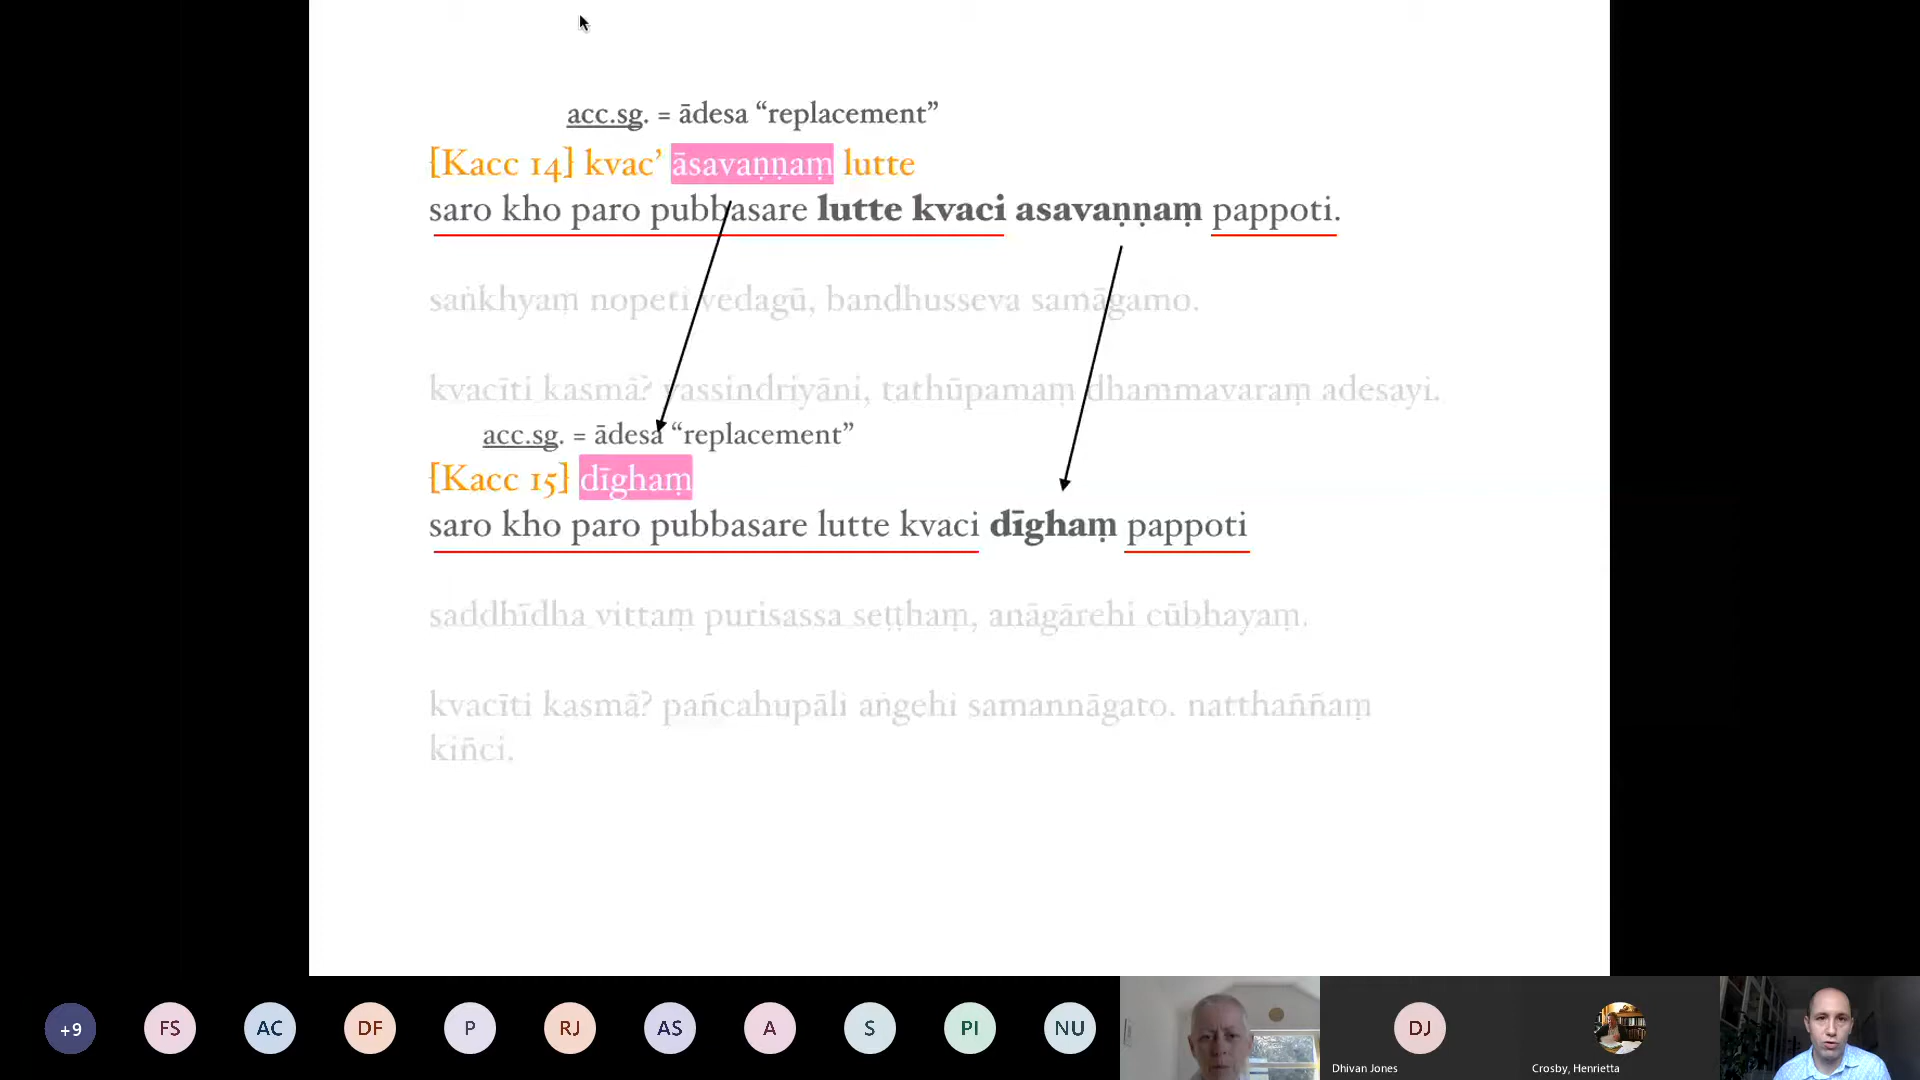 acc.sg. = ādesa “replacement”
[Kacc 14] kvac’ āsavaṇṇaṃ lutte
saro kho paro pubbasare lutte kvaci asavaṇṇaṃ pappoti.
saṅkhyaṃ nopeti vedagū, bandhusseva samāgamo.
kvacīti kasmā? yassindriyāni, tathūpamaṃ dhammavaraṃ adesayi.
acc.sg. = ādesa “replacement”
[Kacc 15] dīghaṃ
saro kho paro pubbasare lutte kvaci dīghaṃ pappoti
saddhīdha vittaṃ purisassa seṭṭhaṃ, anāgārehi cūbhayaṃ.
kvacīti kasmā? pañcahupāli aṅgehi samannāgato. natthaññaṃ
kiñci.
+9 FS AC DF P RJ AS A S PI NU DJ
Dhivan Jones Crosby, Henrietta